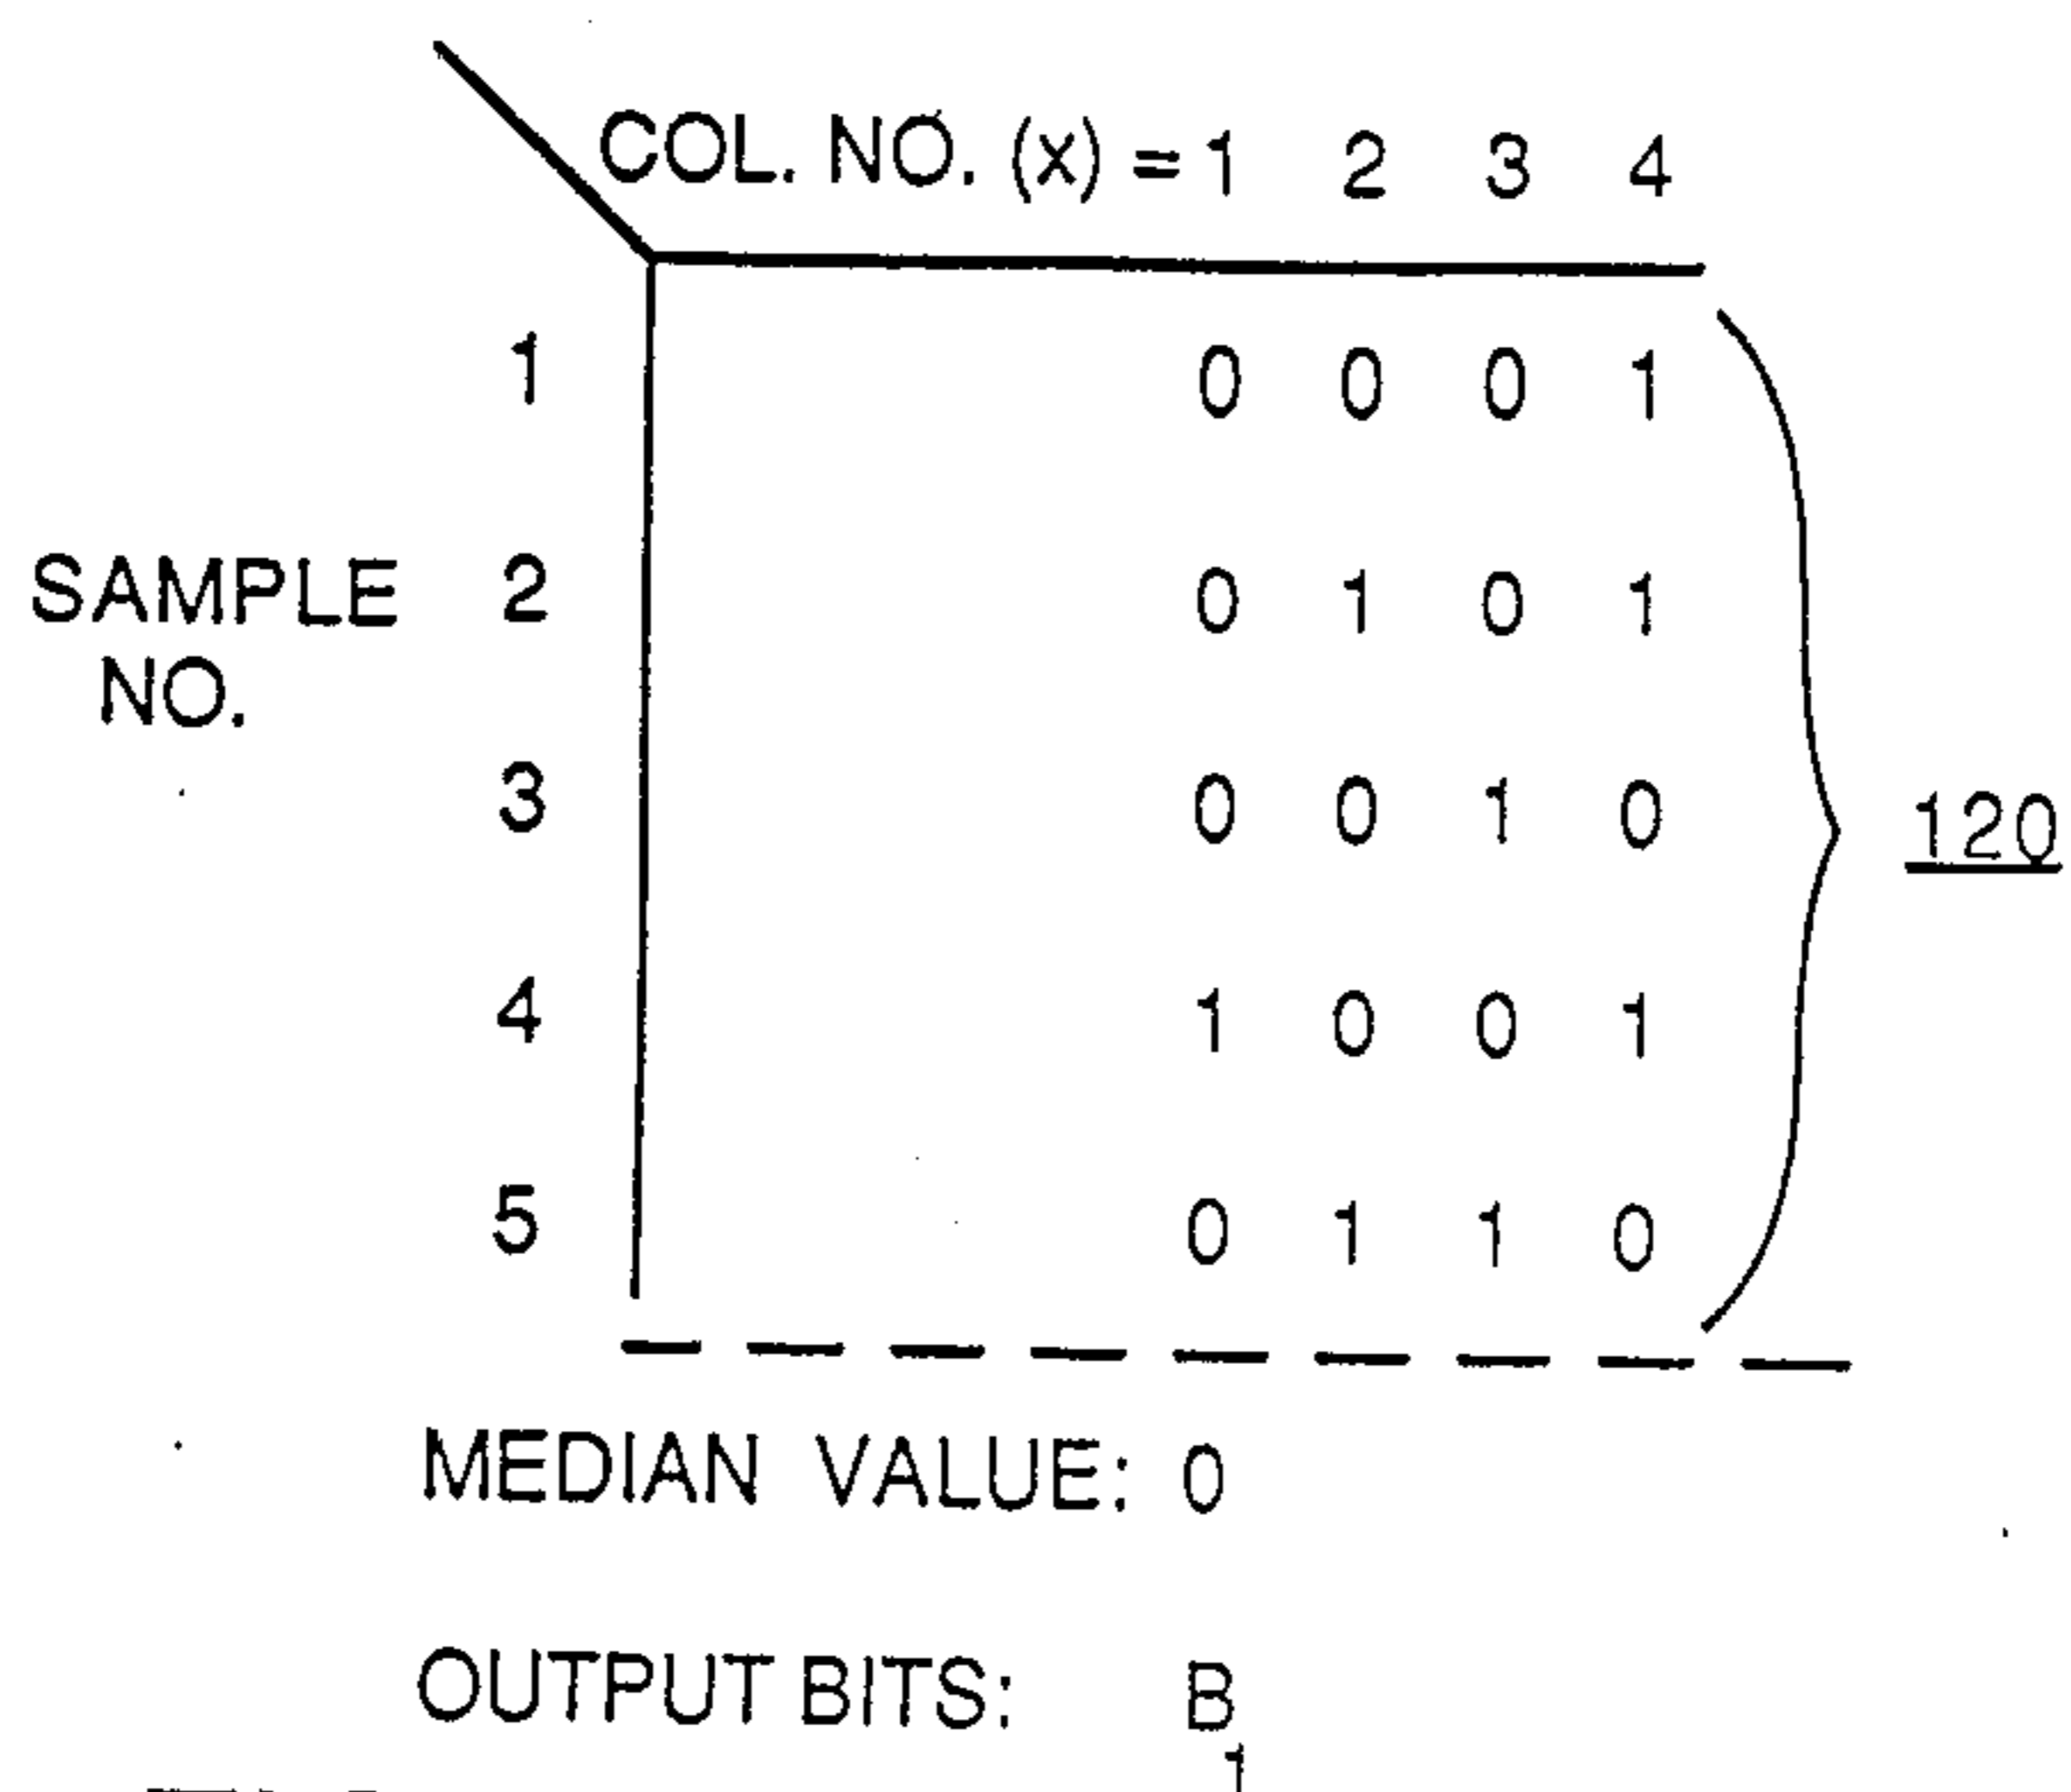 COL. NO. (x) = 1 2 3 4
1 0 0 0 1
SAMPLE NO. 2 0 1 0 1
3 0 0 1 0
120
4 1 0 0 1
5 0 1 1 0
MEDIAN VALUE: 0
OUTPUT BITS: B1